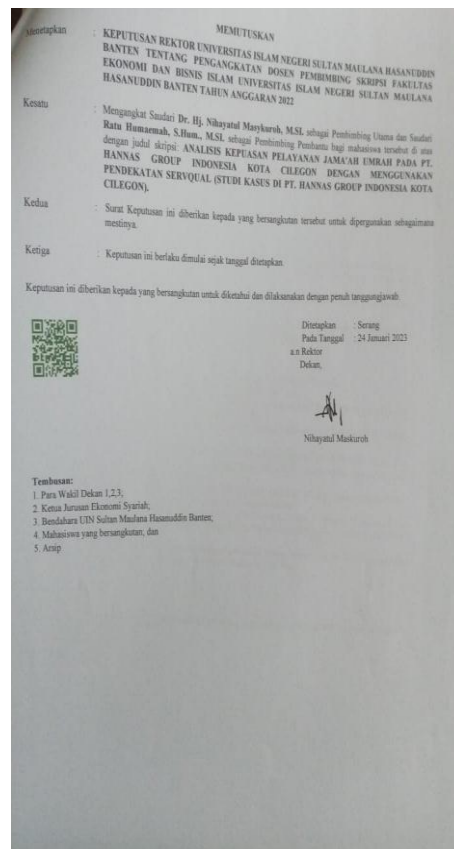 MEMUTUSKAN
Menetapkan : KEPUTUSAN REKTOR UNIVERSITAS ISLAM NEGERI SULTAN MAULANA HASANUDDIN
BANTEN TENTANG PENGANGKATAN DOSEN PEMBIMBING SKRIPSI FAKULTAS
EKONOMI DAN BISNIS ISLAM UNIVERSITAS ISLAM NEGERI SULTAN MAULANA
HASANUDDIN BANTEN TAHUN ANGGARAN 2022
Kesatu : Mengangkat Saudari Dr. Hj. Nihayatul Masykuroh, M.SI. sebagai Pembimbing Utama dan Saudari
Ratu Humaemah, S.Hum., M.SI. sebagai Pembimbing Pembantu bagi mahasiswa tersebut di atas
dengan judul skripsi: ANALISIS KEPUASAN PELAYANAN JAMA'AH UMRAH PADA PT.
HANNAS GROUP INDONESIA KOTA CILEGON DENGAN MENGGUNAKAN
PENDEKATAN SERVQUAL (STUDI KASUS DI PT. HANNAS GROUP INDONESIA KOTA
CILEGON).
Kedua : Surat Keputusan ini diberikan kepada yang bersangkutan tersebut untuk dipergunakan sebagaimana
mestinya.
Ketiga : Keputusan ini berlaku dimulai sejak tanggal ditetapkan.
Keputusan ini diberikan kepada yang bersangkutan untuk diketahui dan dilaksanakan dengan penuh tanggungjawab.
Ditetapkan : Serang
Pada Tanggal : 24 Januari 2023
a.n Rektor
Dekan,
Nihayatul Maskuroh
Tembusan:
1. Para Wakil Dekan 1,2,3;
2. Ketua Jurusan Ekonomi Syariah;
3. Bendahara UIN Sultan Maulana Hasanuddin Banten;
4. Mahasiswa yang bersangkutan; dan
5. Arsip